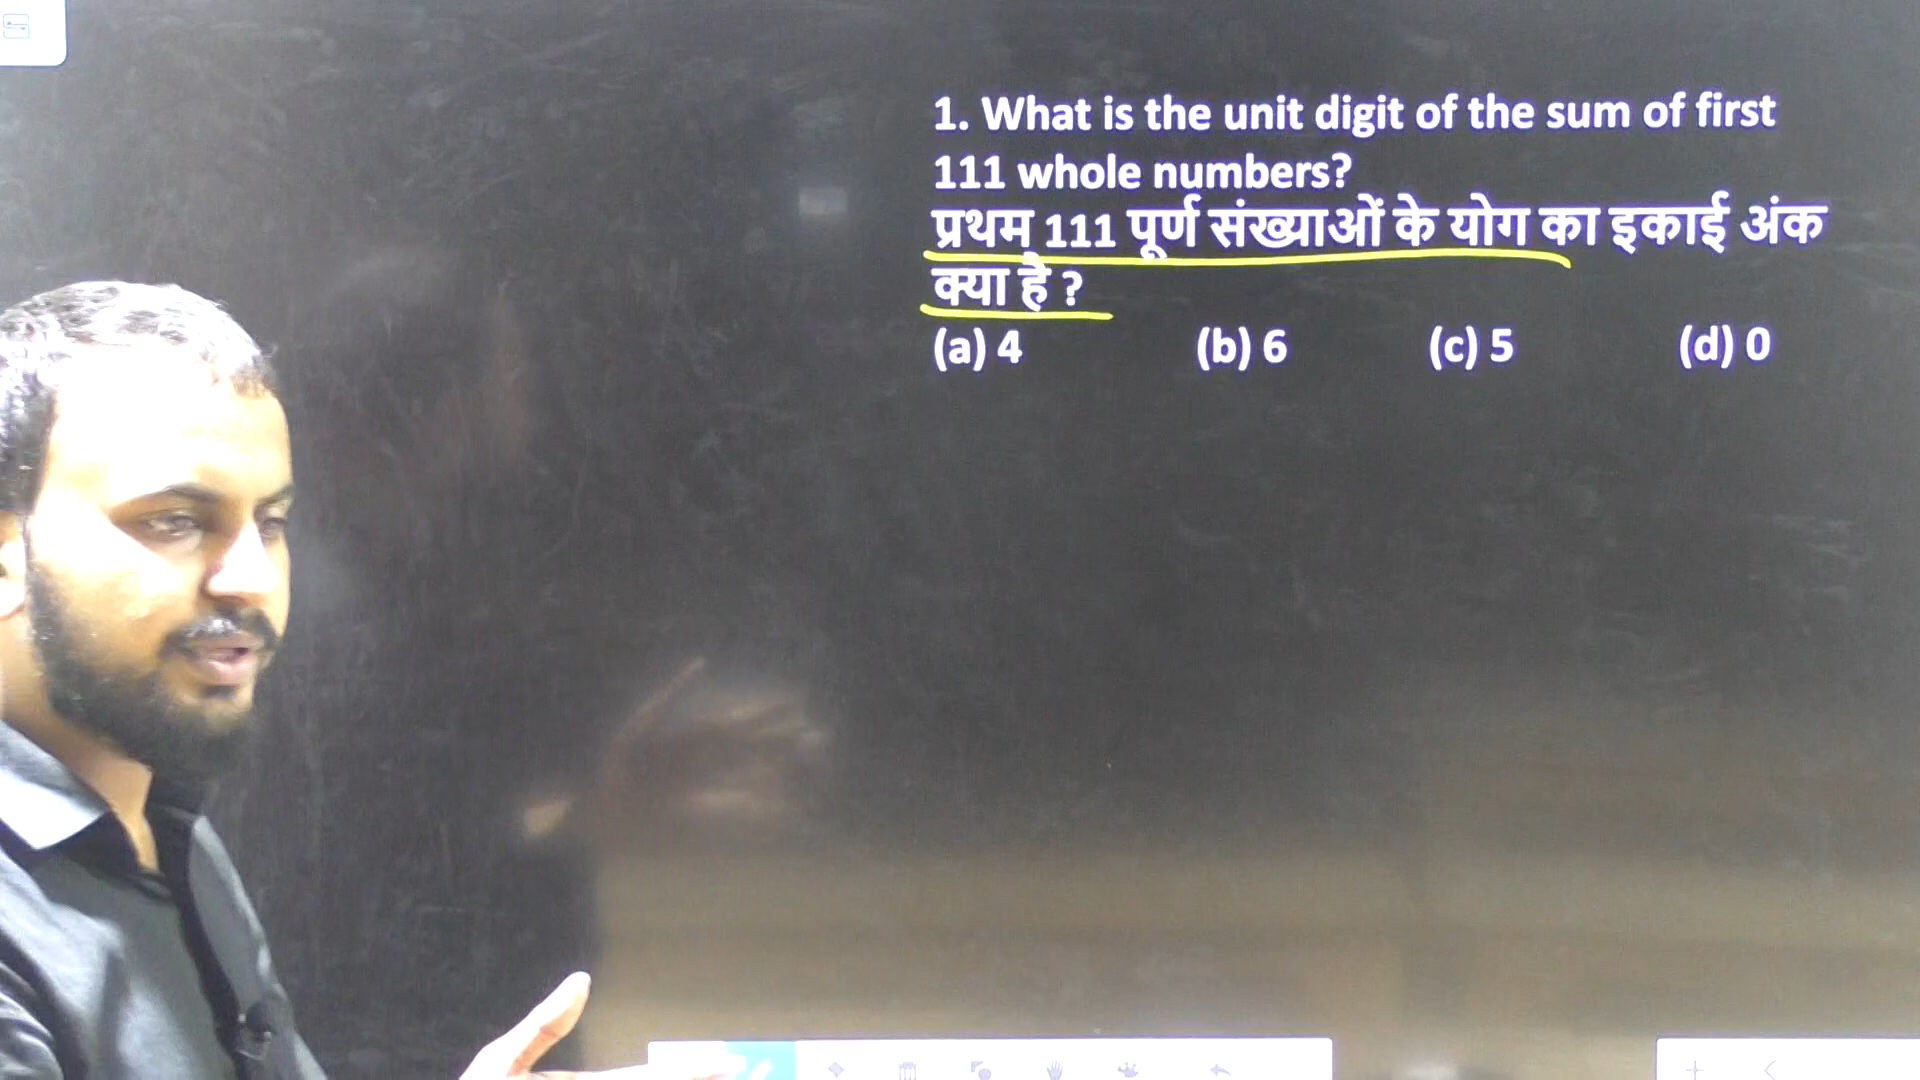 1. What is the unit digit of the sum of first
111 whole numbers?
प्रथम 111 पूर्ण संख्याओं के योग का इकाई अंक
क्या है ?
(a) 4 (b) 6 (c) 5 (d) 0